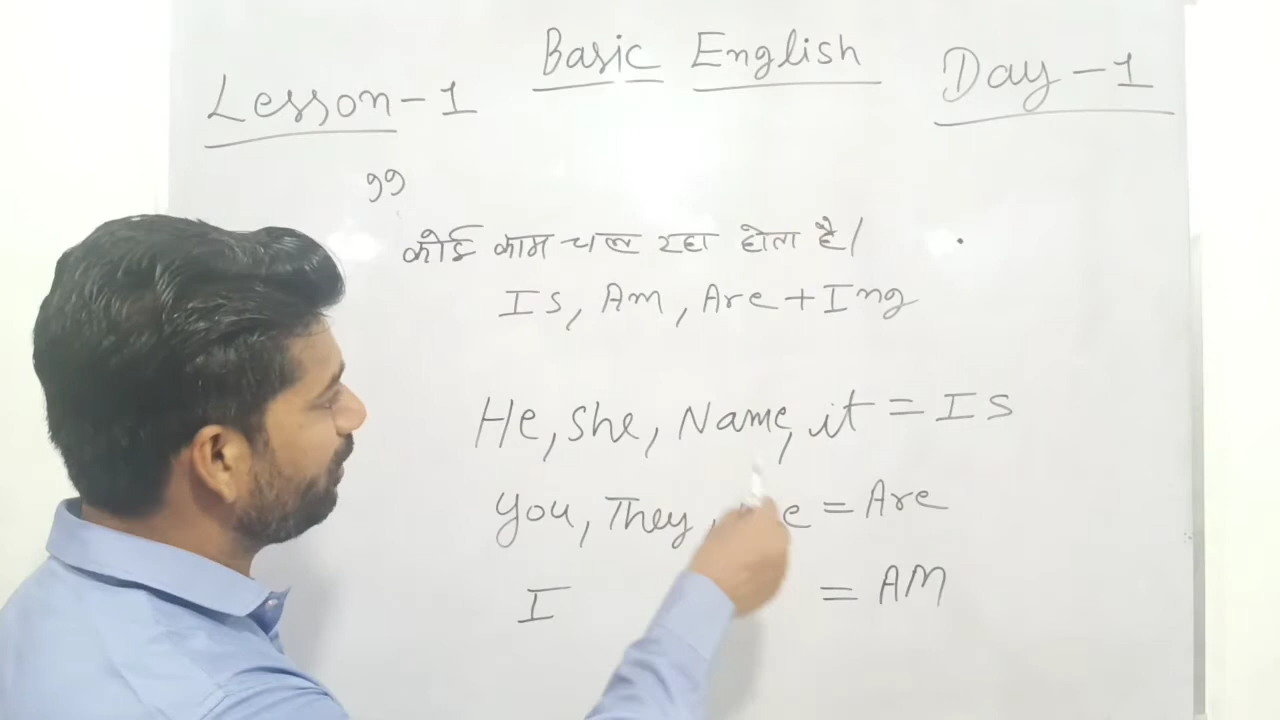 Lesson-1 Basic English Day-1
99
कोई काम चल रहा होता है।
Is, Am, Are + Ing
He, She, Name, it = Is
You, They, = Are
I = AM